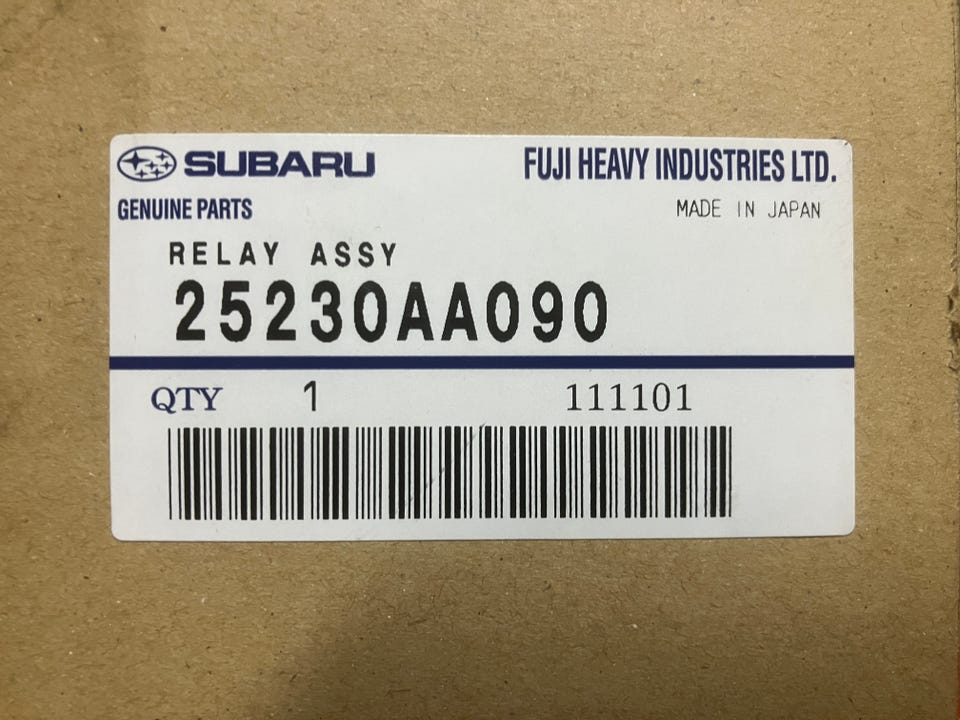 SUBARU FUJI HEAVY INDUSTRIES LTD.
GENUINE PARTS MADE IN JAPAN
RELAY ASSY
25230AA090
QTY 1 111101